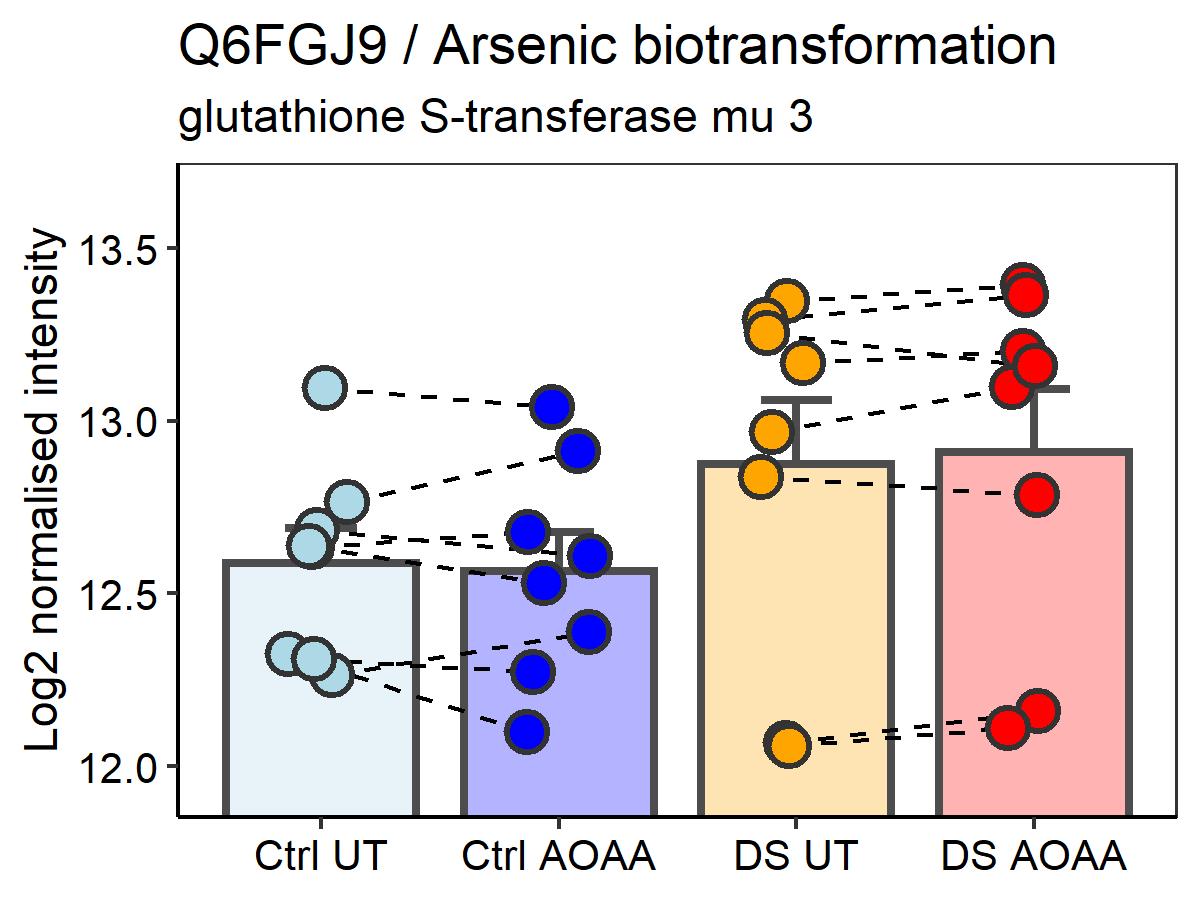 Q6FGJ9 / Arsenic biotransformation
glutathione S-transferase mu 3
Log2 normalised intensity
13.5
13.0
12.5
12.0
Ctrl UT
Ctrl AOAA
DS UT
DS AOAA